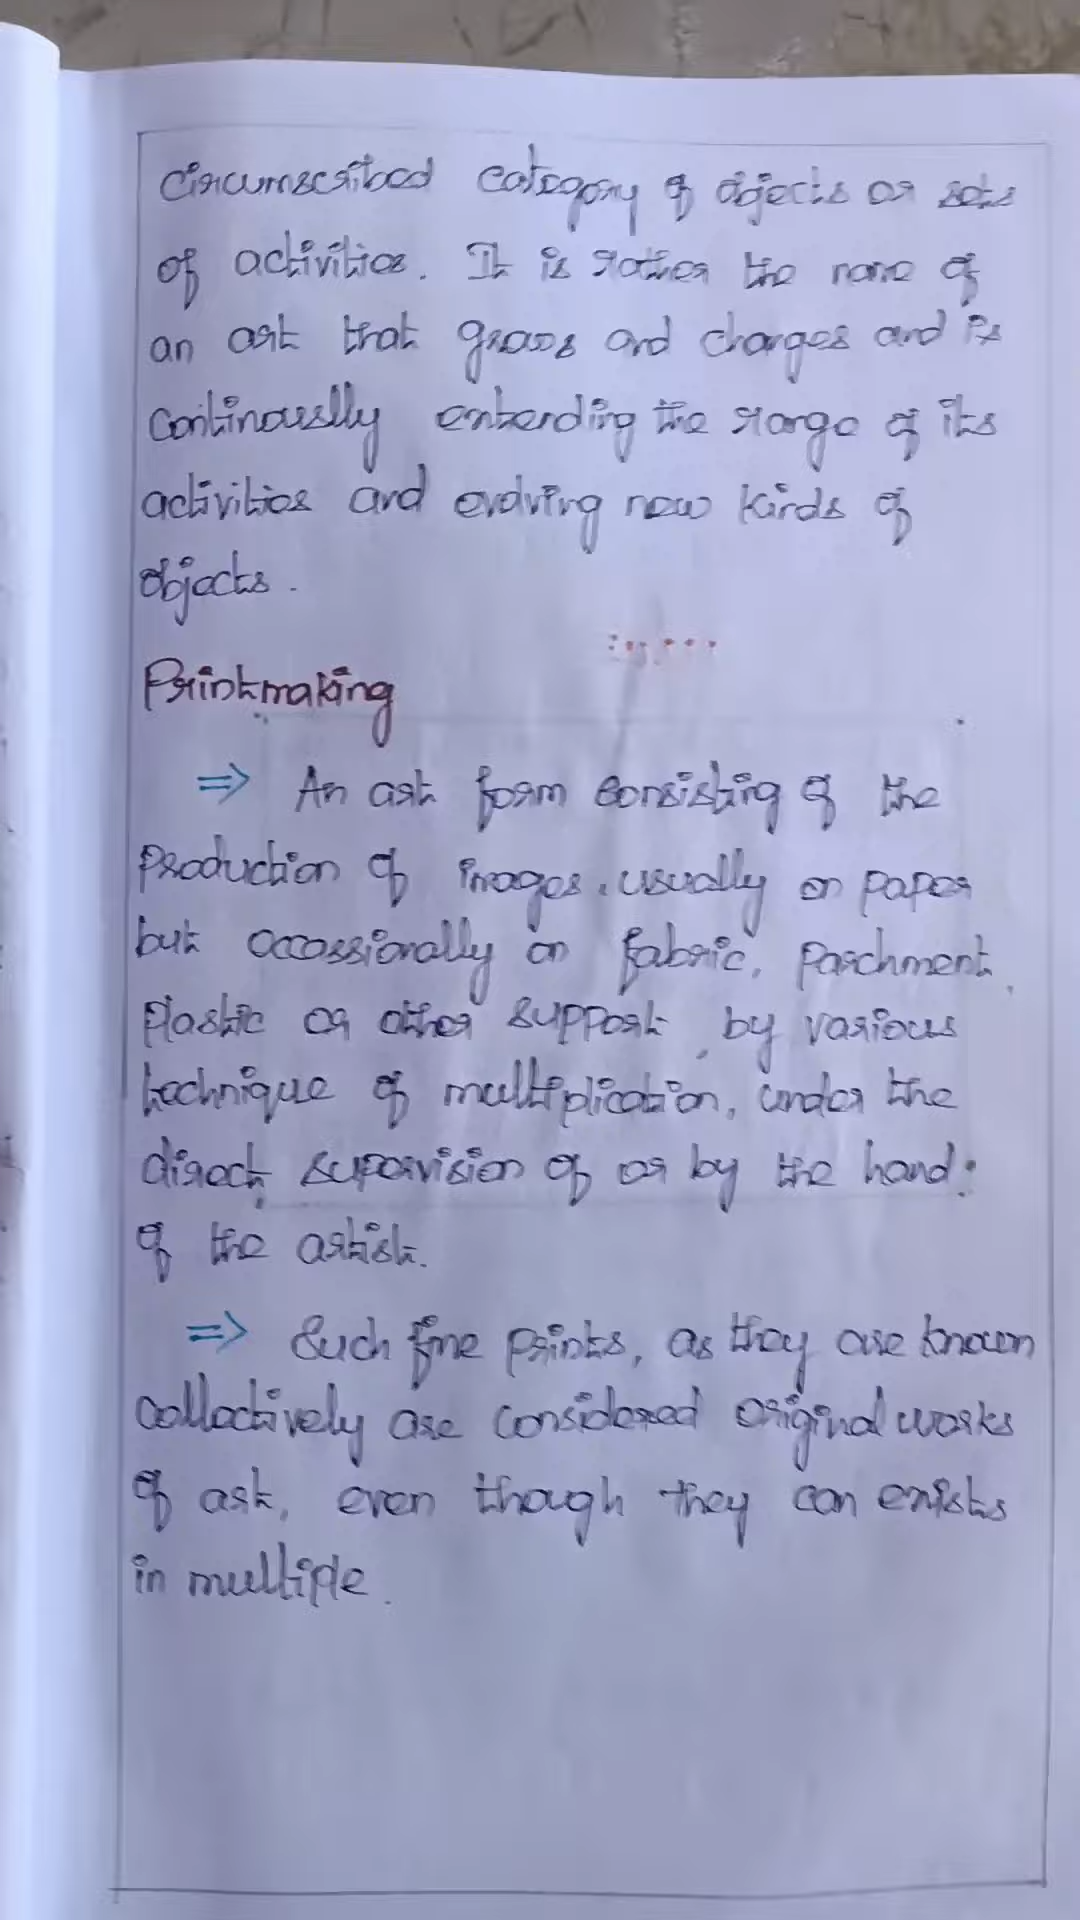 circumscribed category of objects or sets
of activities. It is rather the name of
an art that grows and changes and is
continously extending the range of its
activities and evolving new kinds of
objects.
Printmaking
=> An art form consisting of the
production of images, usually on paper
but occassionally on fabric, parchment,
plastic or other support, by various
technique of multiplication, under the
direct supervision of or by the hand
of the artist.
=> Such fine prints, as they are known
collectively are considered original works
of art, even though they can exists
in multiple.